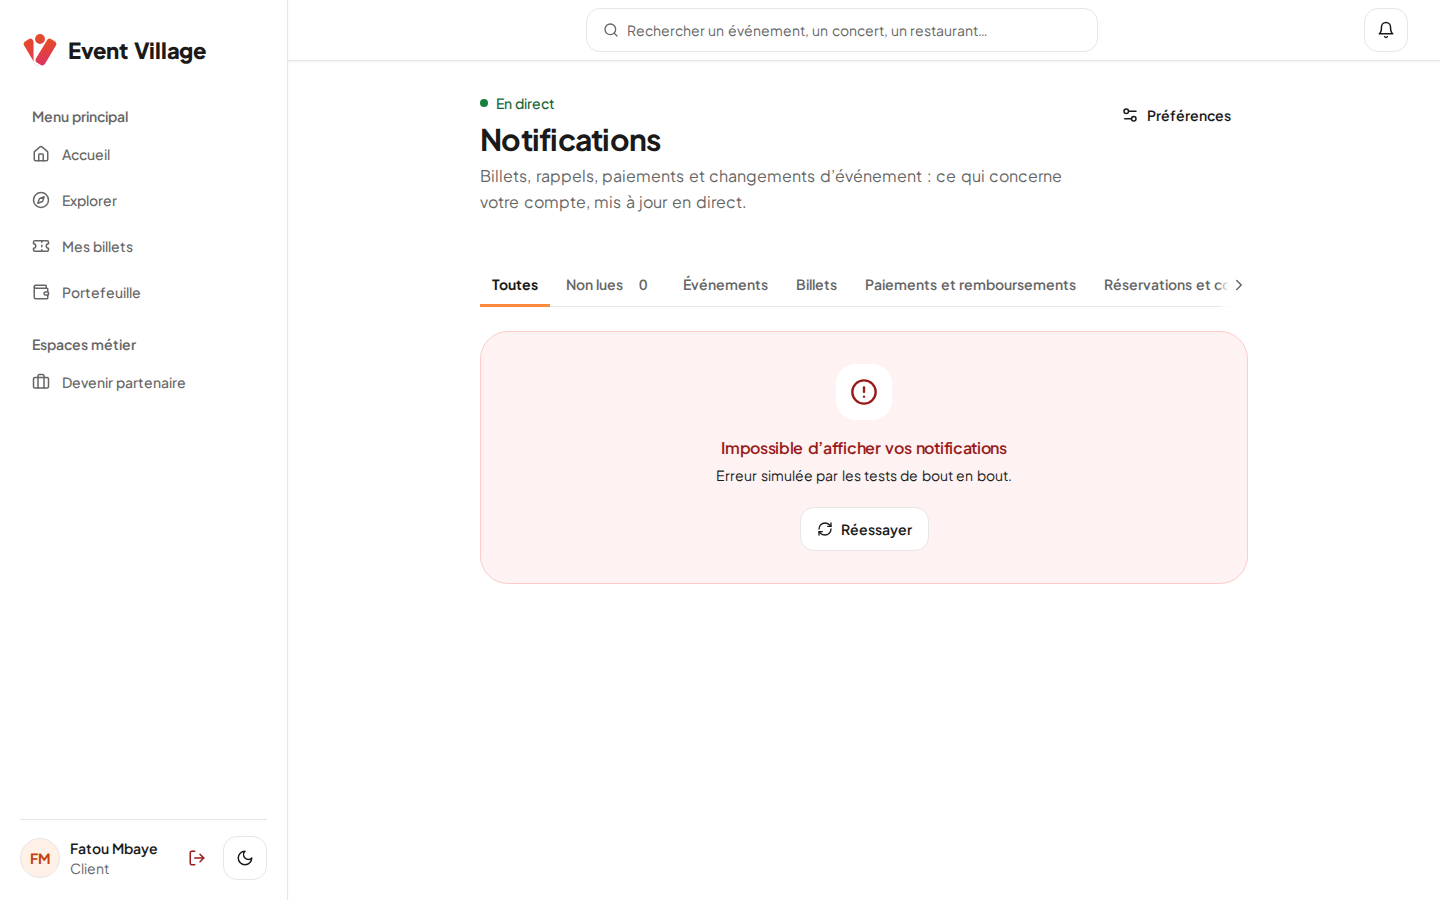 Event Village
Rechercher un événement, un concert, un restaurant...
Menu principal
Accueil
Explorer
Mes billets
Portefeuille
Espaces métier
Devenir partenaire
En direct
Préférences
Notifications
Billets, rappels, paiements et changements d’événement : ce qui concerne
votre compte, mis à jour en direct.
Toutes Non lues 0 Événements Billets Paiements et remboursements Réservations et
Impossible d’afficher vos notifications
Erreur simulée par les tests de bout en bout.
Réessayer
FM
Fatou Mbaye
Client